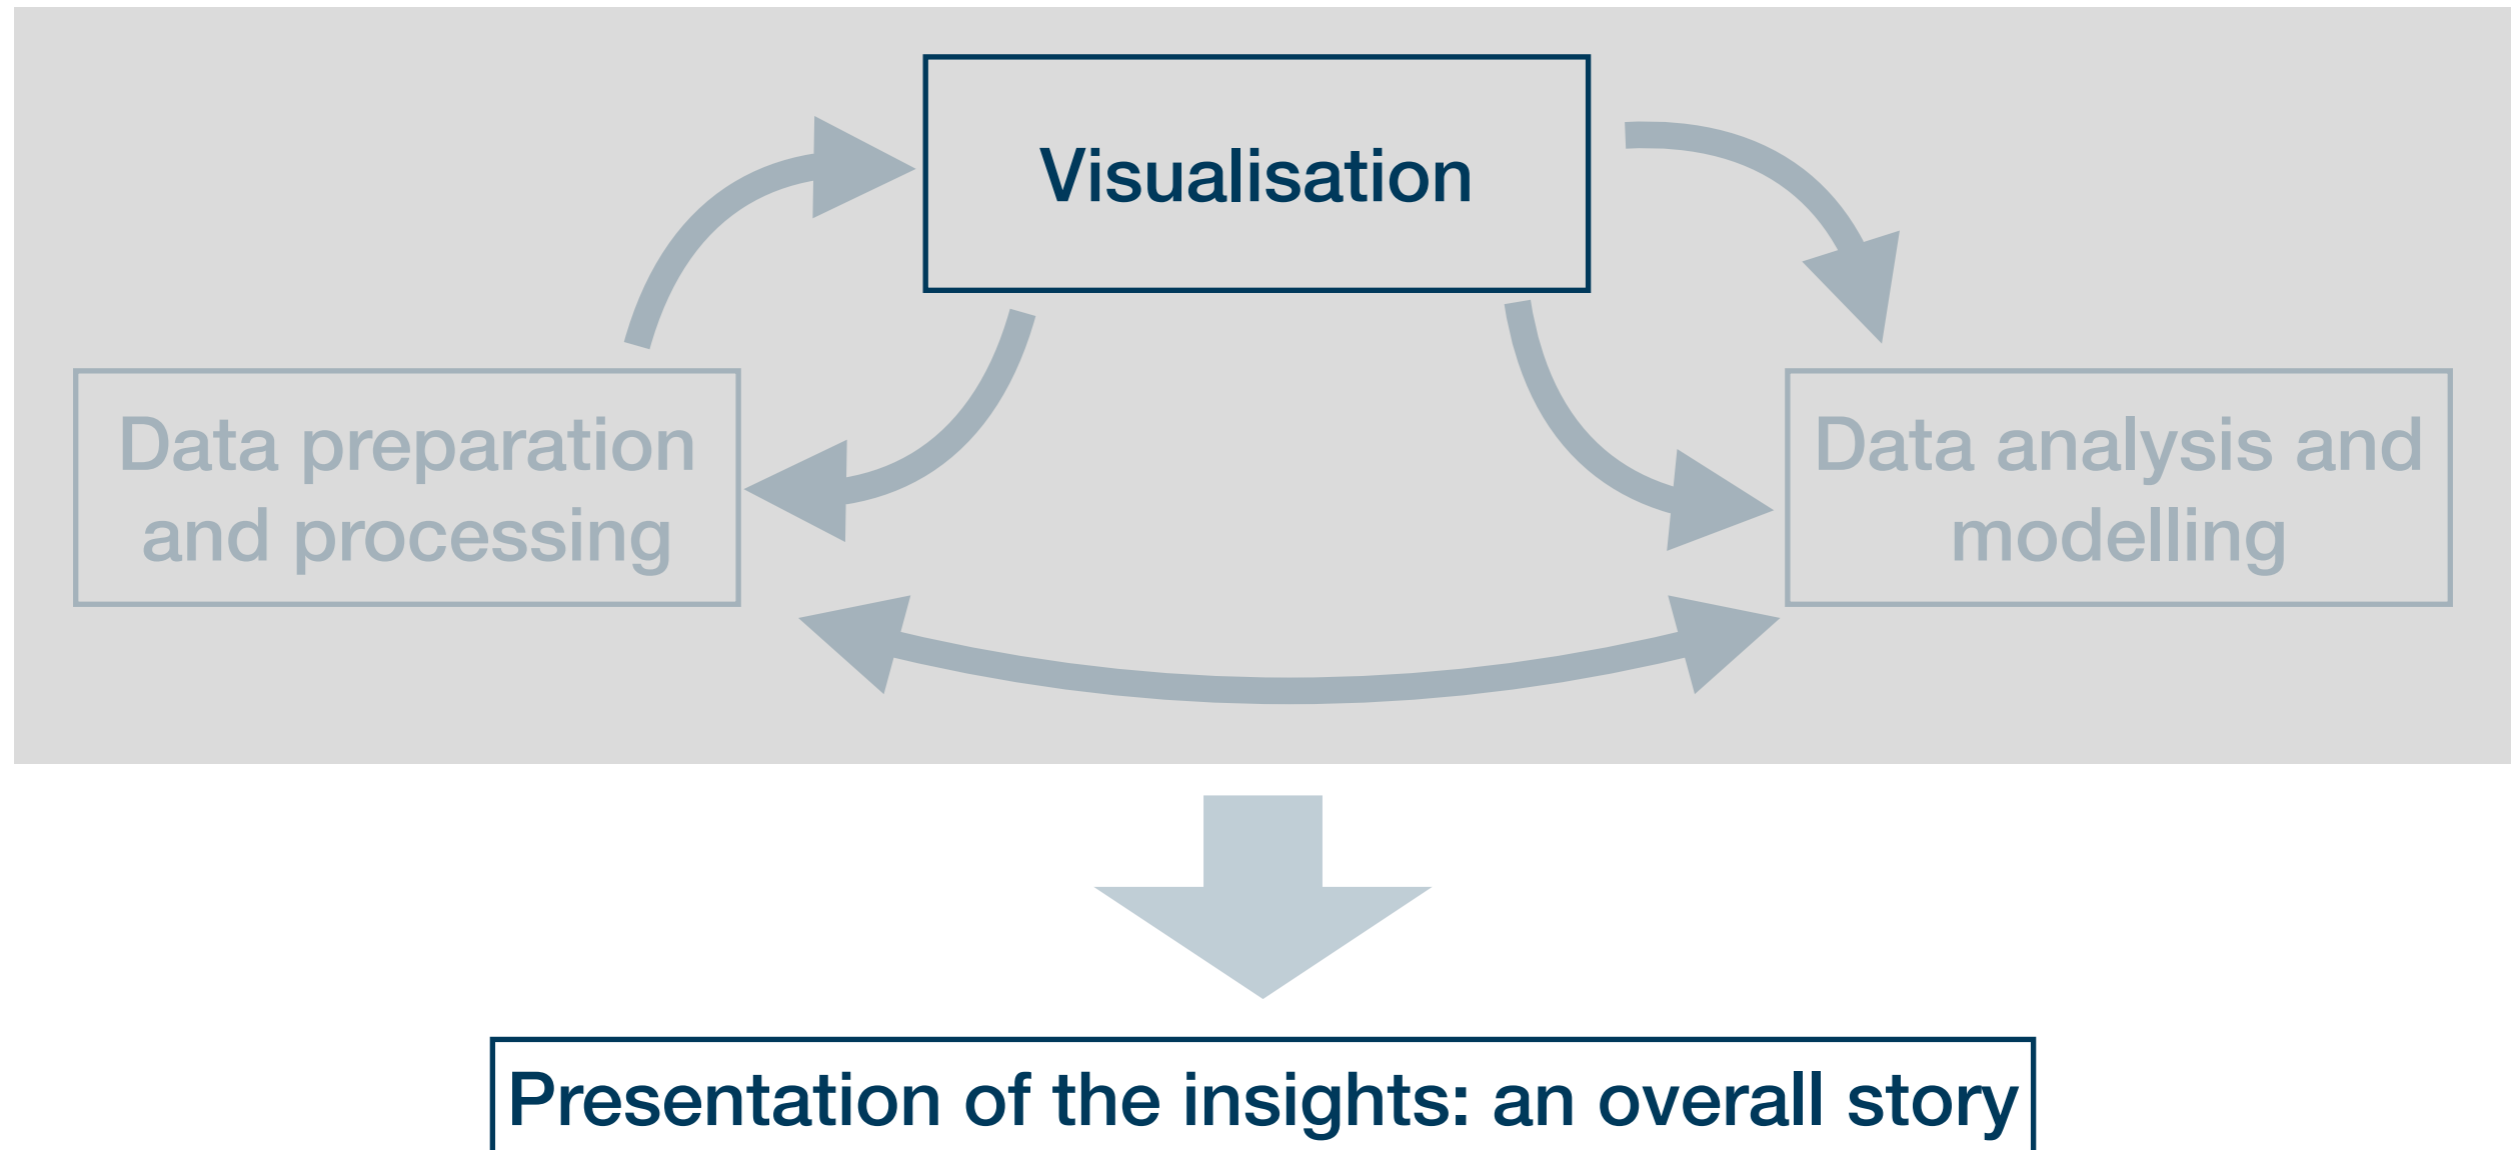 Visualisation
Data preparation
and processing
Data analysis and
modelling
Presentation of the insights: an overall story